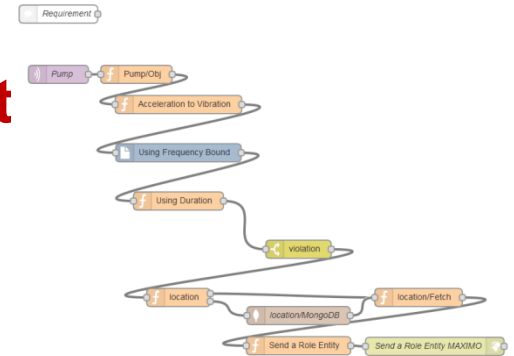 Requirement
Pump
Pump/Obj
t
Acceleration to Vibration
Using Frequency Bound
Using Duration
violation
location
location/Fetch
location/MongoDB
Send a Role Entity
Send a Role Entity MAXIMO